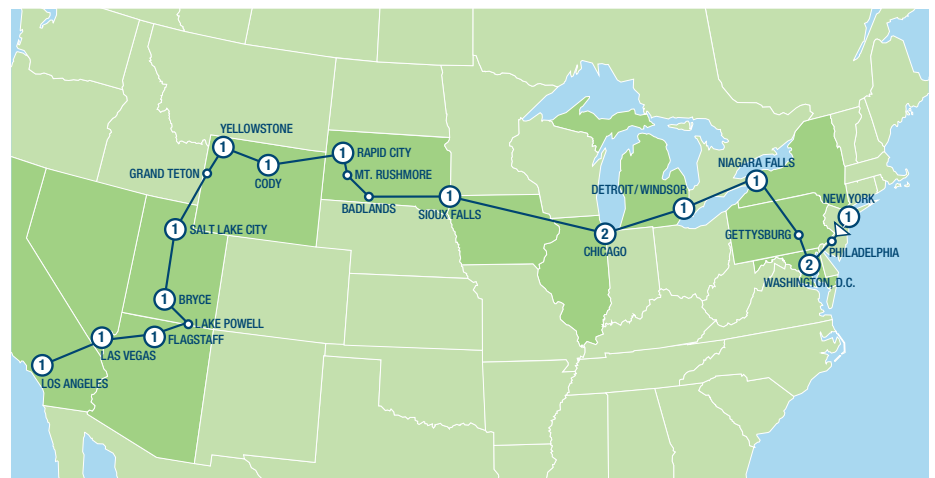 YELLOWSTONE
1
GRAND TETON
1
CODY
1
RAPID CITY
MT. RUSHMORE
BADLANDS
1
SIOUX FALLS
1
SALT LAKE CITY
1
BRYCE
LAKE POWELL
1
FLAGSTAFF
1
LAS VEGAS
1
LOS ANGELES
2
CHICAGO
DETROIT/WINDSOR
1
NIAGARA FALLS
1
NEW YORK
1
GETTYSBURG
PHILADELPHIA
2
WASHINGTON, D.C.